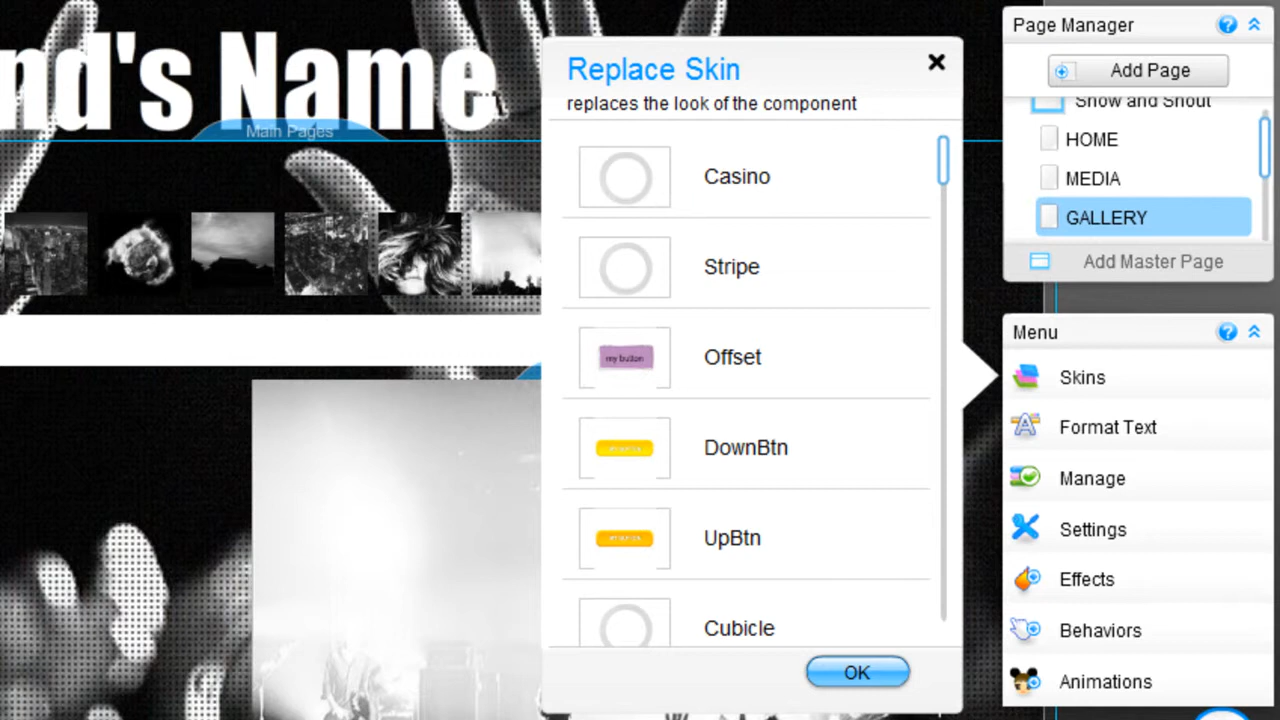 nd's Name
Main Pages
Replace Skin
replaces the look of the component
Casino
Stripe
my button
Offset
DownBtn
UpBtn
Cubicle
OK
Page Manager
Add Page
Snow and Shout
HOME
MEDIA
GALLERY
Add Master Page
Menu
Skins
Format Text
Manage
Settings
Effects
Behaviors
Animations